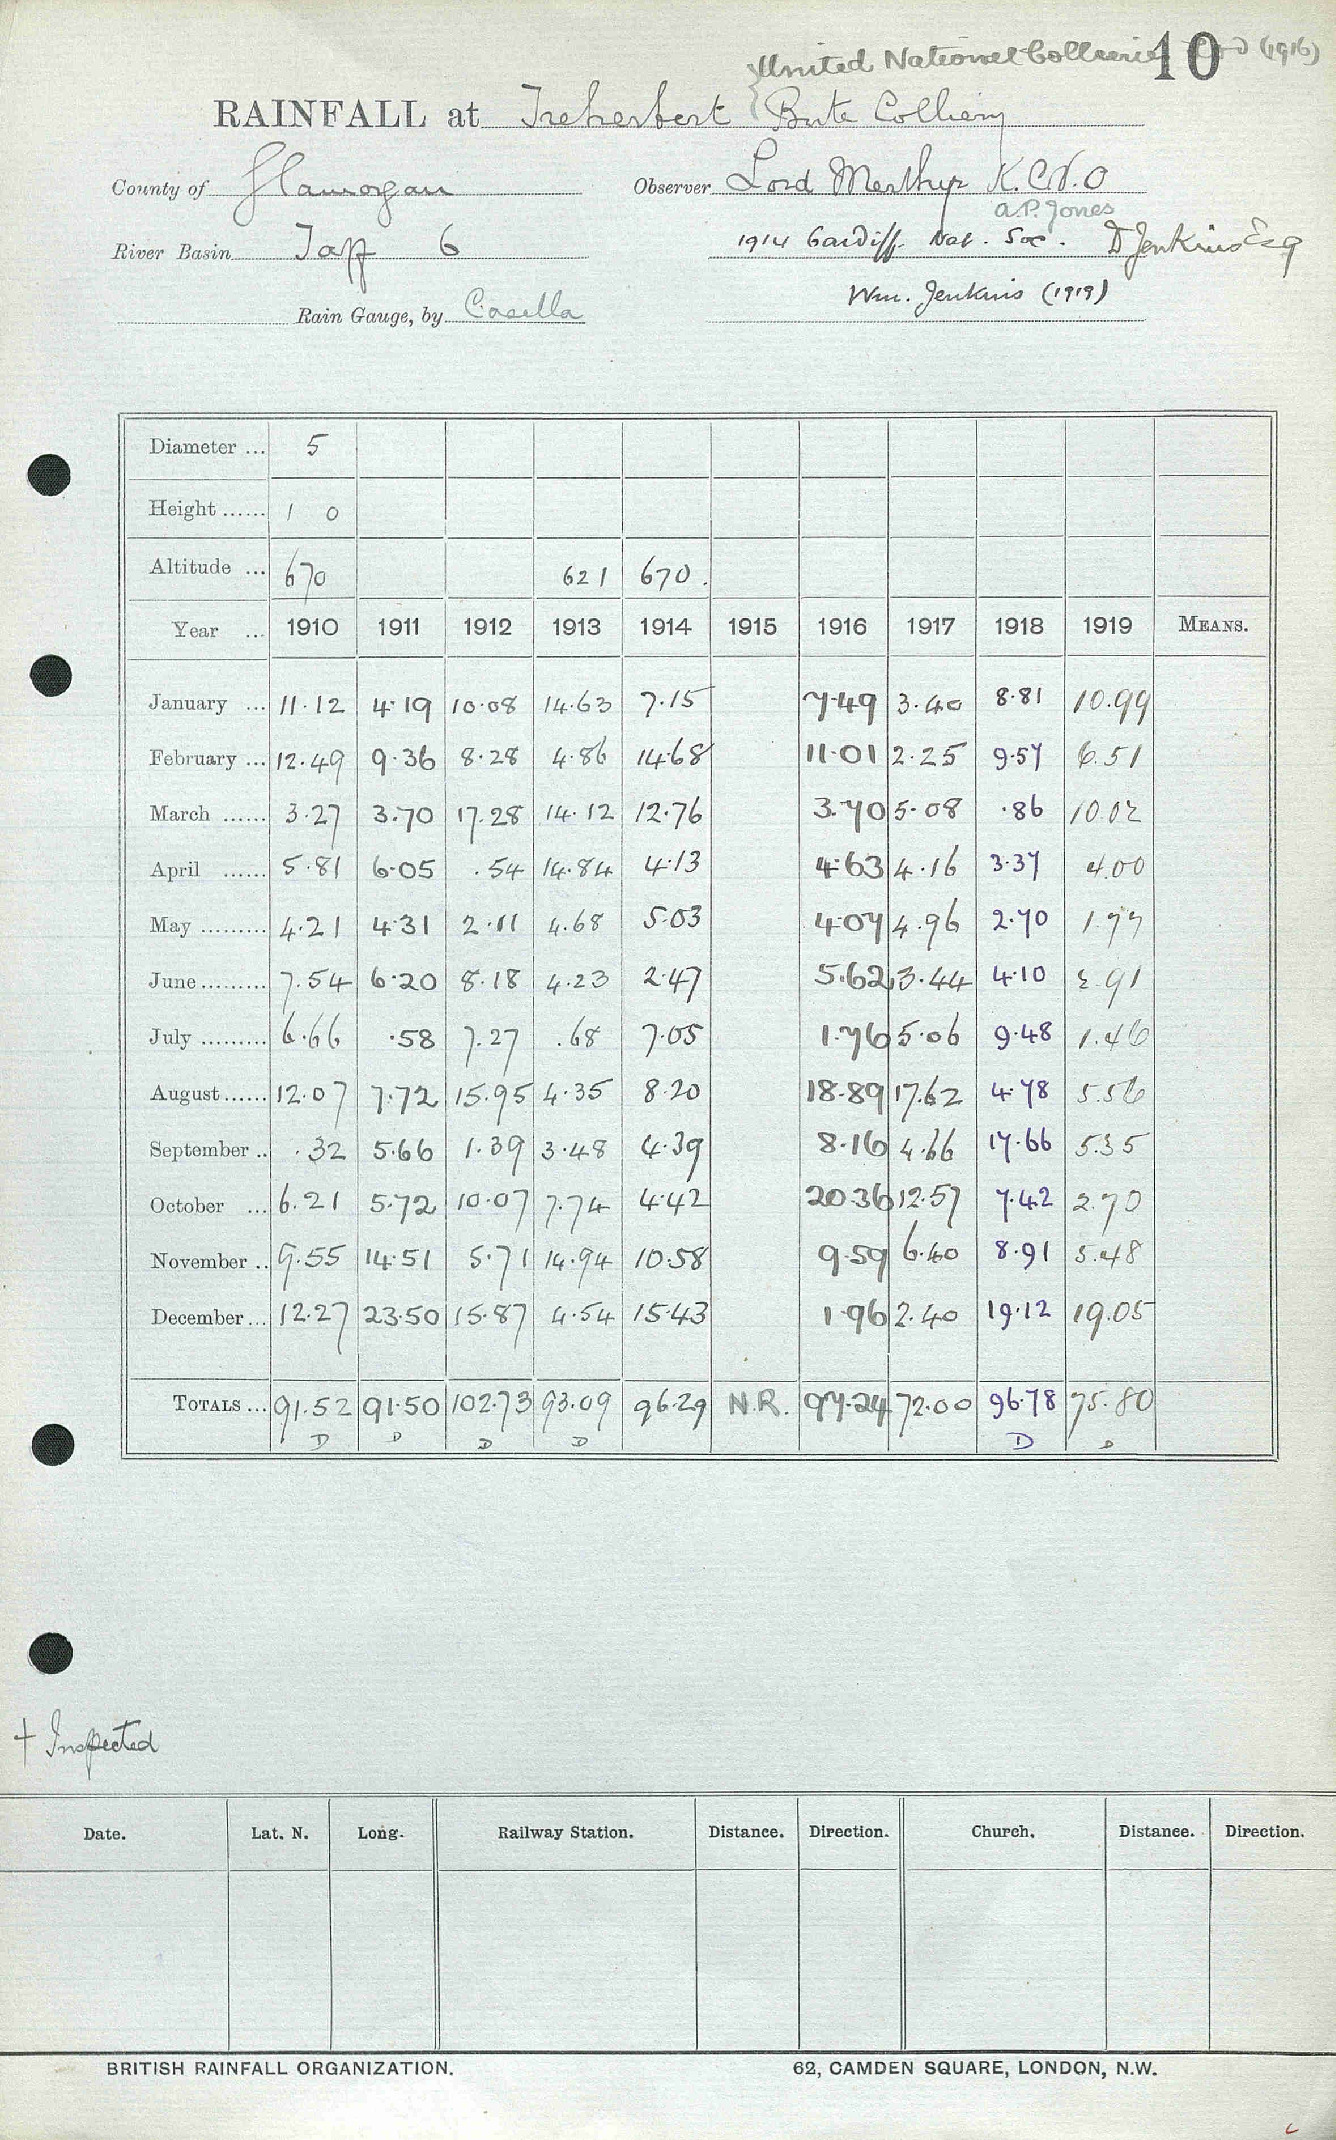 10
United National Collieries (1916)
RAINFALL at Treherbert Bute Colliery
County of Glamorgan Observer Lord Merthyr K.C.V.O
A.P. Jones
River Basin Taff 6 1914 Cardiff Nat. Soc. D Jenkins Esq
Wm. Jenkins (1919)
Rain Gauge, by Casella
Diameter ... 5
Height ...... 1 0
Altitude ... 670 621 670.
Year ... 1910 1911 1912 1913 1914 1915 1916 1917 1918 1919 MEANS.
January ... 11.12 4.19 10.08 14.63 7.15 7.49 3.40 8.81 10.99
February ... 12.49 9.36 8.28 4.86 14.68 11.01 2.25 9.57 6.51
March ...... 3.27 3.70 17.28 14.12 12.76 3.70 5.08 .86 10.02
April ...... 5.81 6.05 .54 14.84 4.13 4.63 4.16 3.37 4.00
May ......... 4.21 4.31 2.11 4.68 5.03 4.07 4.96 2.70 1.77
June ......... 7.54 6.20 8.18 4.23 2.47 5.62 3.44 4.10 2.91
July ......... 6.66 .58 7.27 .68 7.05 1.76 5.06 9.48 1.46
August ...... 12.07 7.72 15.95 4.35 8.20 18.89 17.62 4.78 5.56
September .. .32 5.66 1.39 3.48 4.39 8.16 4.66 17.66 5.35
October ... 6.21 5.72 10.07 7.74 4.42 20.36 12.57 7.42 2.70
November .. 9.55 14.51 5.71 14.94 10.58 9.59 6.40 8.91 5.48
December ... 12.27 23.50 15.87 4.54 15.43 1.96 2.40 19.12 19.05
TOTALS ... 91.52 91.50 102.73 93.09 96.29 N.R. 97.24 72.00 96.78 75.80
D D D D D D
+ Inspected
Date. Lat. N. Long. Railway Station. Distance. Direction. Church. Distance. Direction.
BRITISH RAINFALL ORGANIZATION. 62, CAMDEN SQUARE, LONDON, N.W.